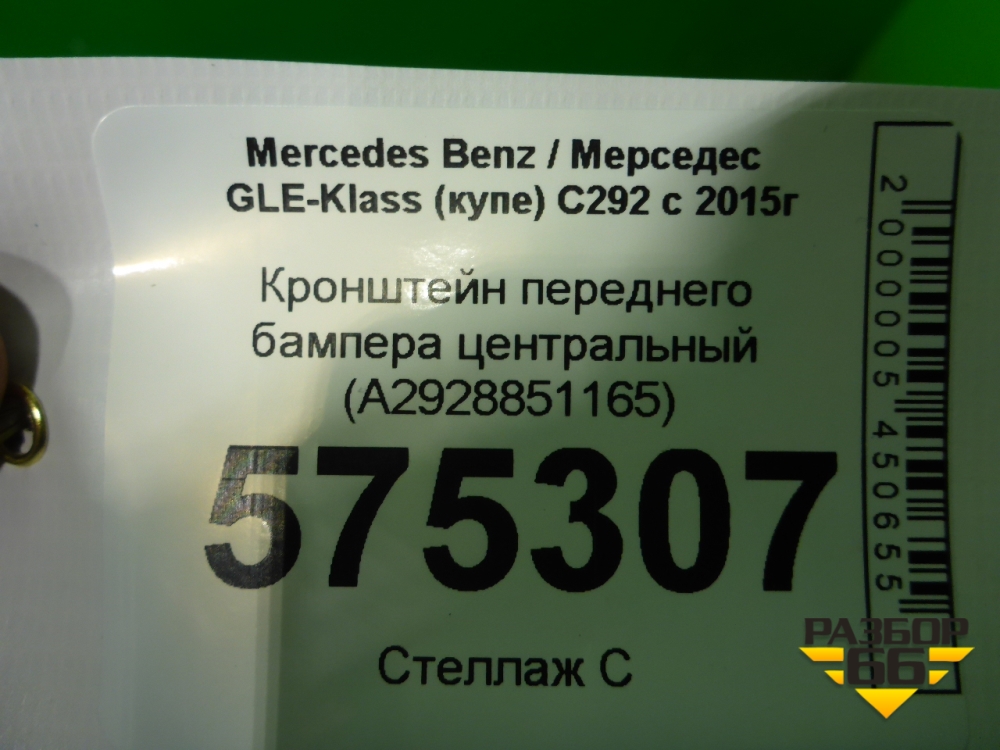 Mercedes Benz / Мерседес
GLE-Klass (купе) C292 с 2015г
Кронштейн переднего
бампера центральный
(A2928851165)
575307
Стеллаж С
2000005450655
РАЗБОР
66